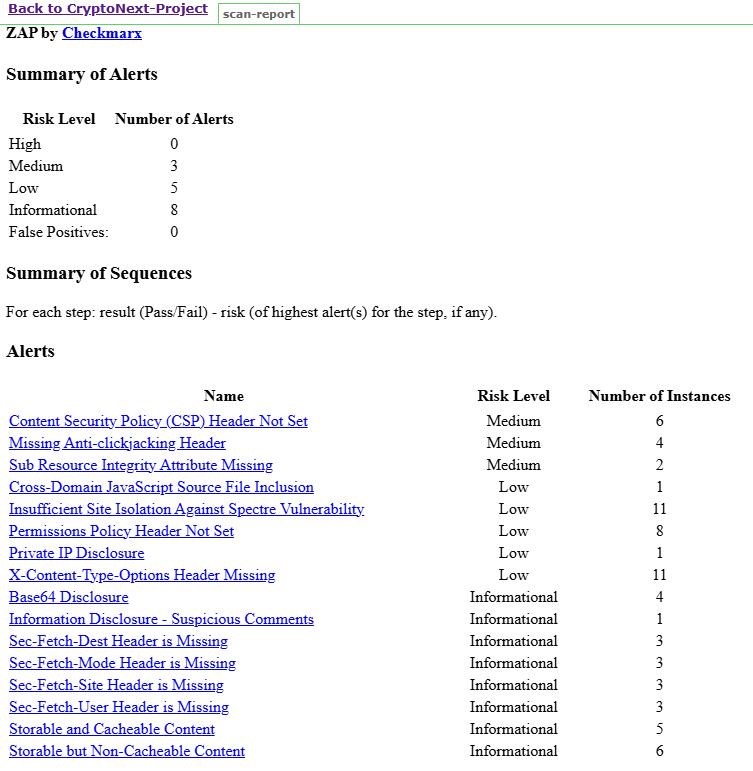 Back to CryptoNext-Project scan-report
ZAP by Checkmarx
Summary of Alerts
Risk Level Number of Alerts
High 0
Medium 3
Low 5
Informational 8
False Positives: 0
Summary of Sequences
For each step: result (Pass/Fail) - risk (of highest alert(s) for the step, if any).
Alerts
Name Risk Level Number of Instances
Content Security Policy (CSP) Header Not Set Medium 6
Missing Anti-clickjacking Header Medium 4
Sub Resource Integrity Attribute Missing Medium 2
Cross-Domain JavaScript Source File Inclusion Low 1
Insufficient Site Isolation Against Spectre Vulnerability Low 11
Permissions Policy Header Not Set Low 8
Private IP Disclosure Low 1
X-Content-Type-Options Header Missing Low 11
Base64 Disclosure Informational 4
Information Disclosure - Suspicious Comments Informational 1
Sec-Fetch-Dest Header is Missing Informational 3
Sec-Fetch-Mode Header is Missing Informational 3
Sec-Fetch-Site Header is Missing Informational 3
Sec-Fetch-User Header is Missing Informational 3
Storable and Cacheable Content Informational 5
Storable but Non-Cacheable Content Informational 6